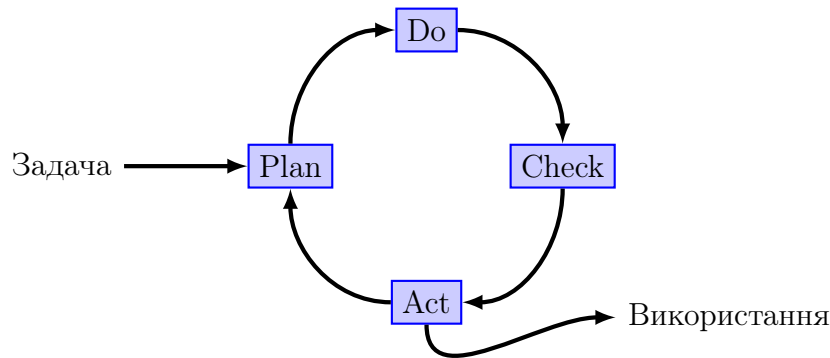 Do
Задача
Plan
Check
Act
Використання